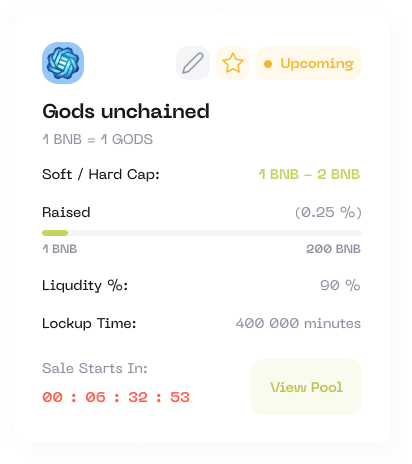 Upcoming
Gods unchained
1 BNB = 1 GODS
Soft / Hard Cap: 1 BNB - 2 BNB
Raised (0.25 %)
1 BNB 200 BNB
Liqudity %: 90 %
Lockup Time: 400 000 minutes
Sale Starts In:
00 : 06 : 32 : 53
View Pool